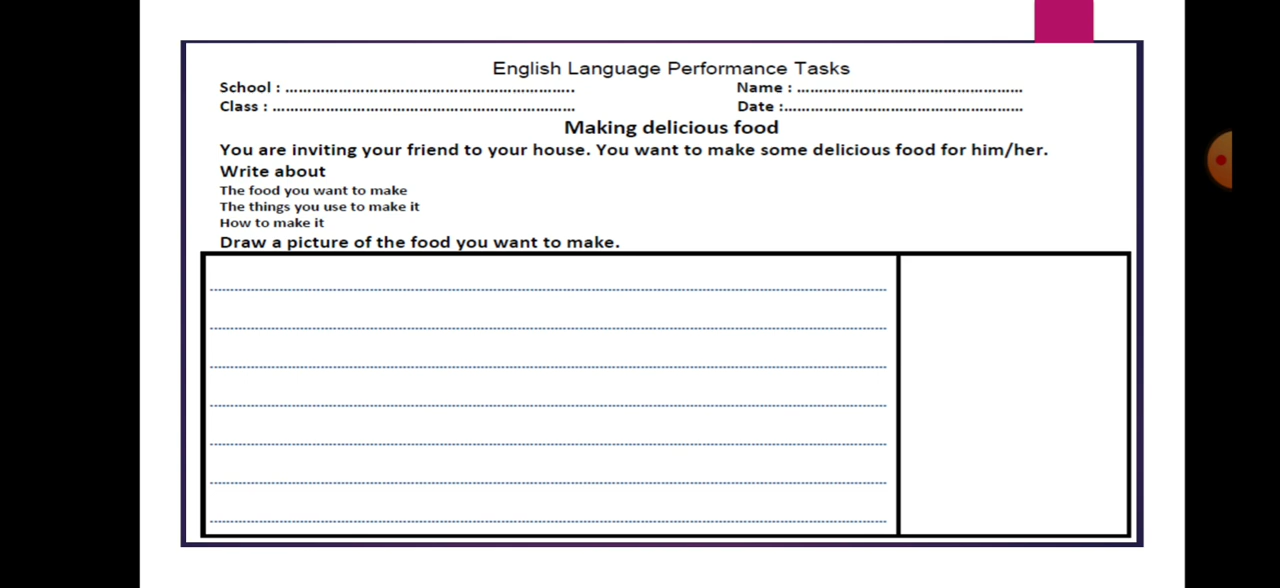 English Language Performance Tasks
School : ............................................................... Name : ..................................................
Class : ............................................................... Date :.....................................................
Making delicious food
You are inviting your friend to your house. You want to make some delicious food for him/her.
Write about
The food you want to make
The things you use to make it
How to make it
Draw a picture of the food you want to make.